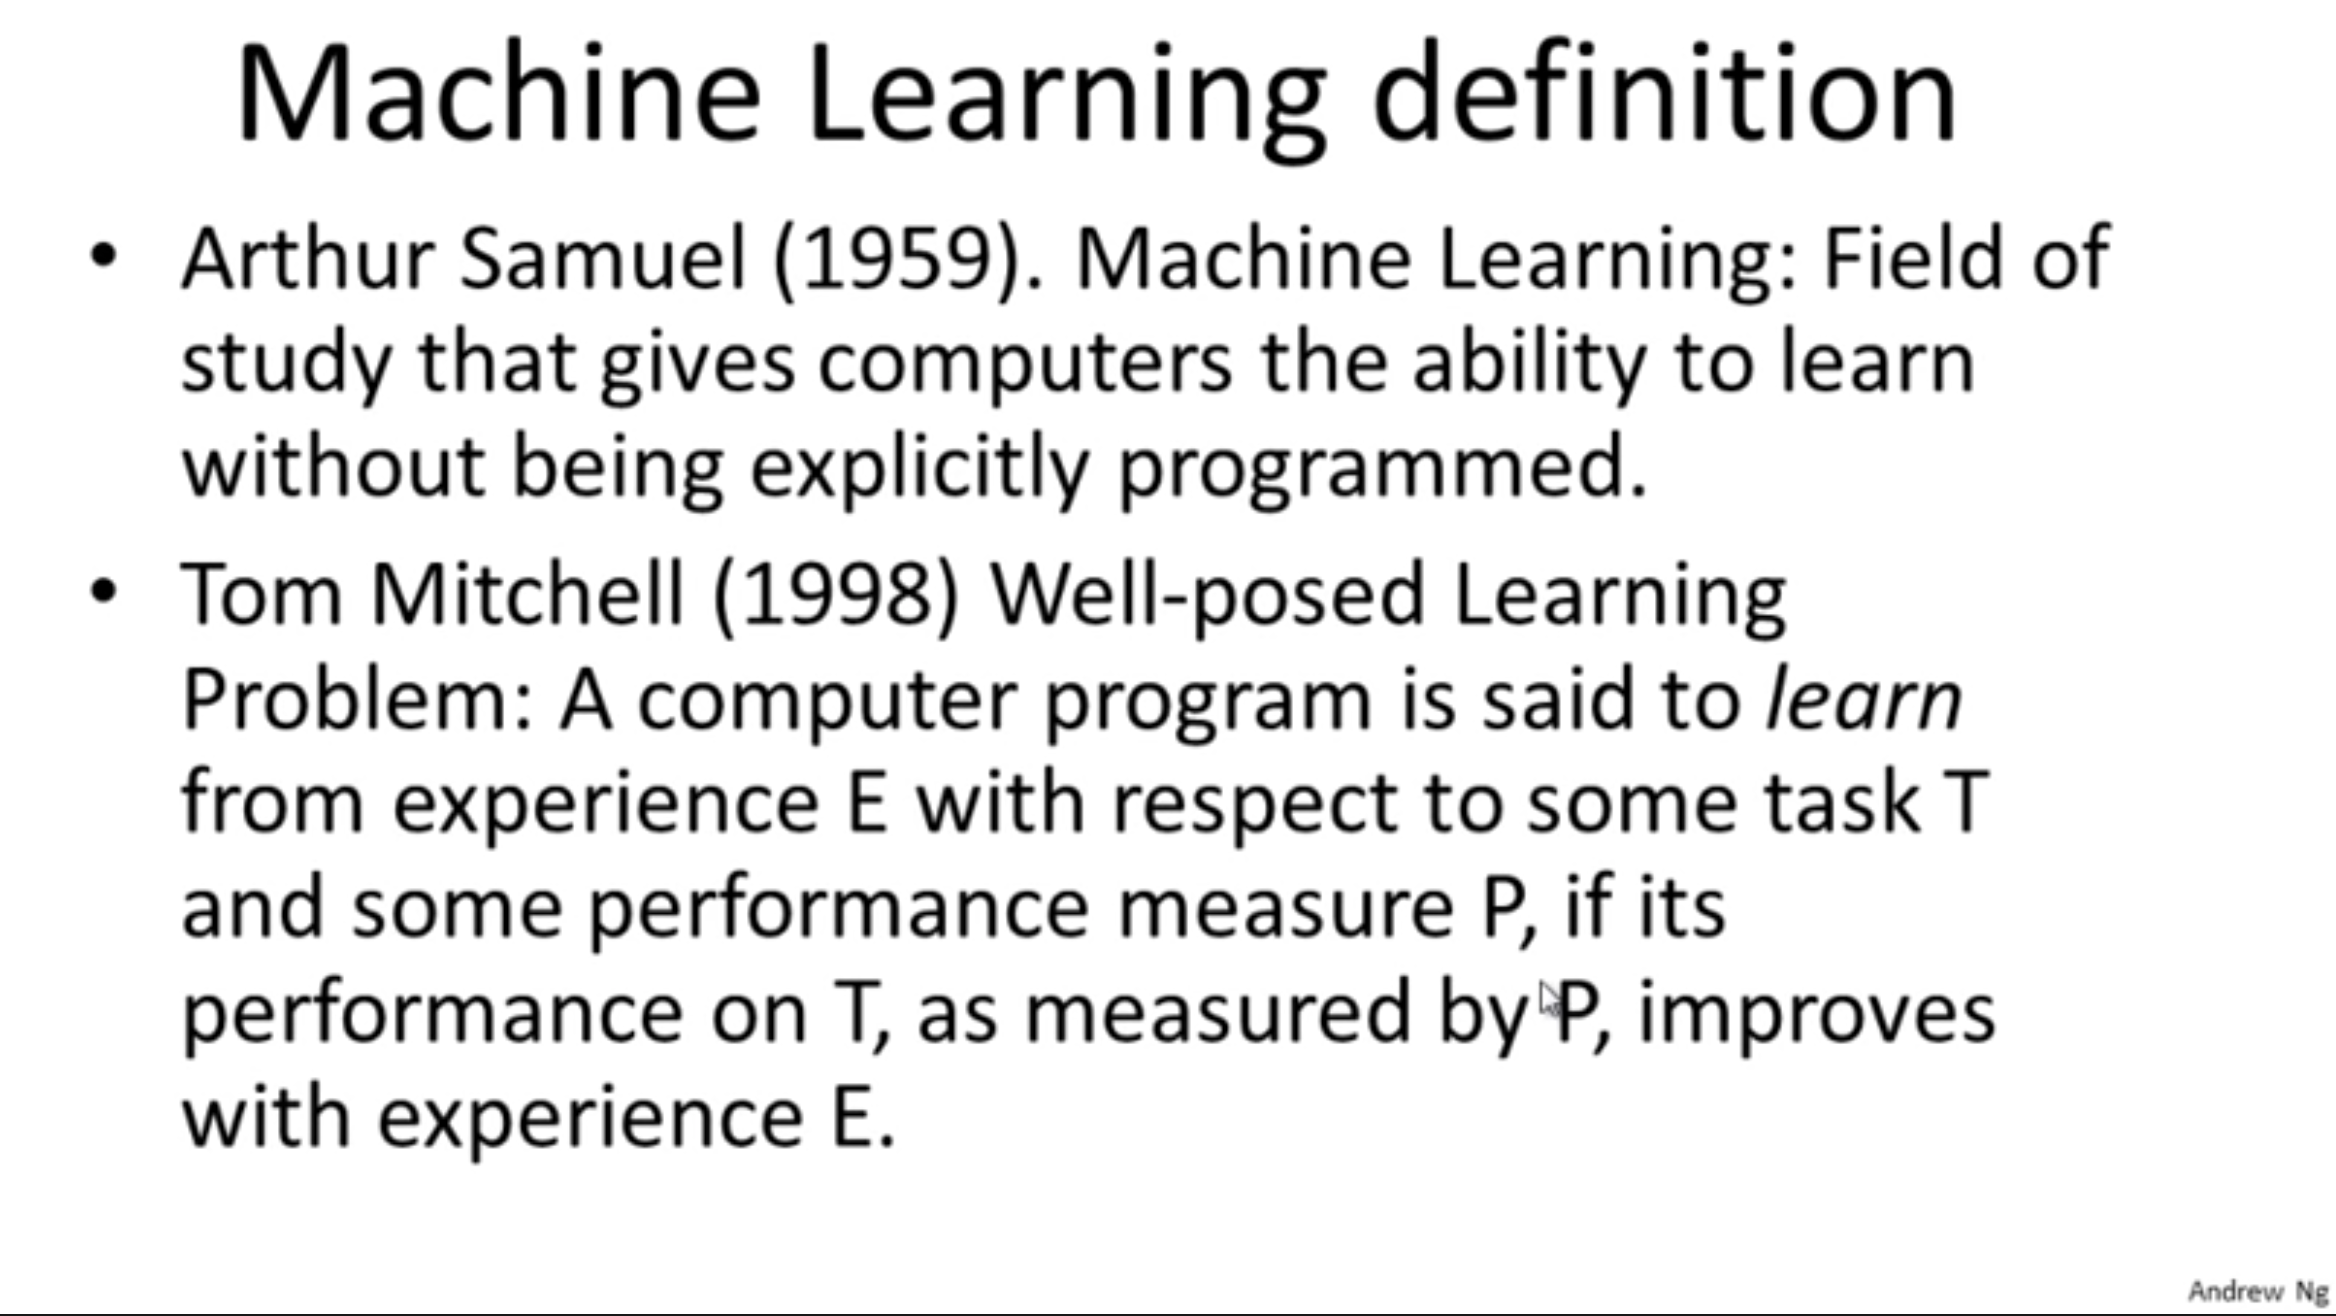 Machine Learning definition
• Arthur Samuel (1959). Machine Learning: Field of
study that gives computers the ability to learn
without being explicitly programmed.
• Tom Mitchell (1998) Well-posed Learning
Problem: A computer program is said to learn
from experience E with respect to some task T
and some performance measure P, if its
performance on T, as measured by P, improves
with experience E.
Andrew Ng